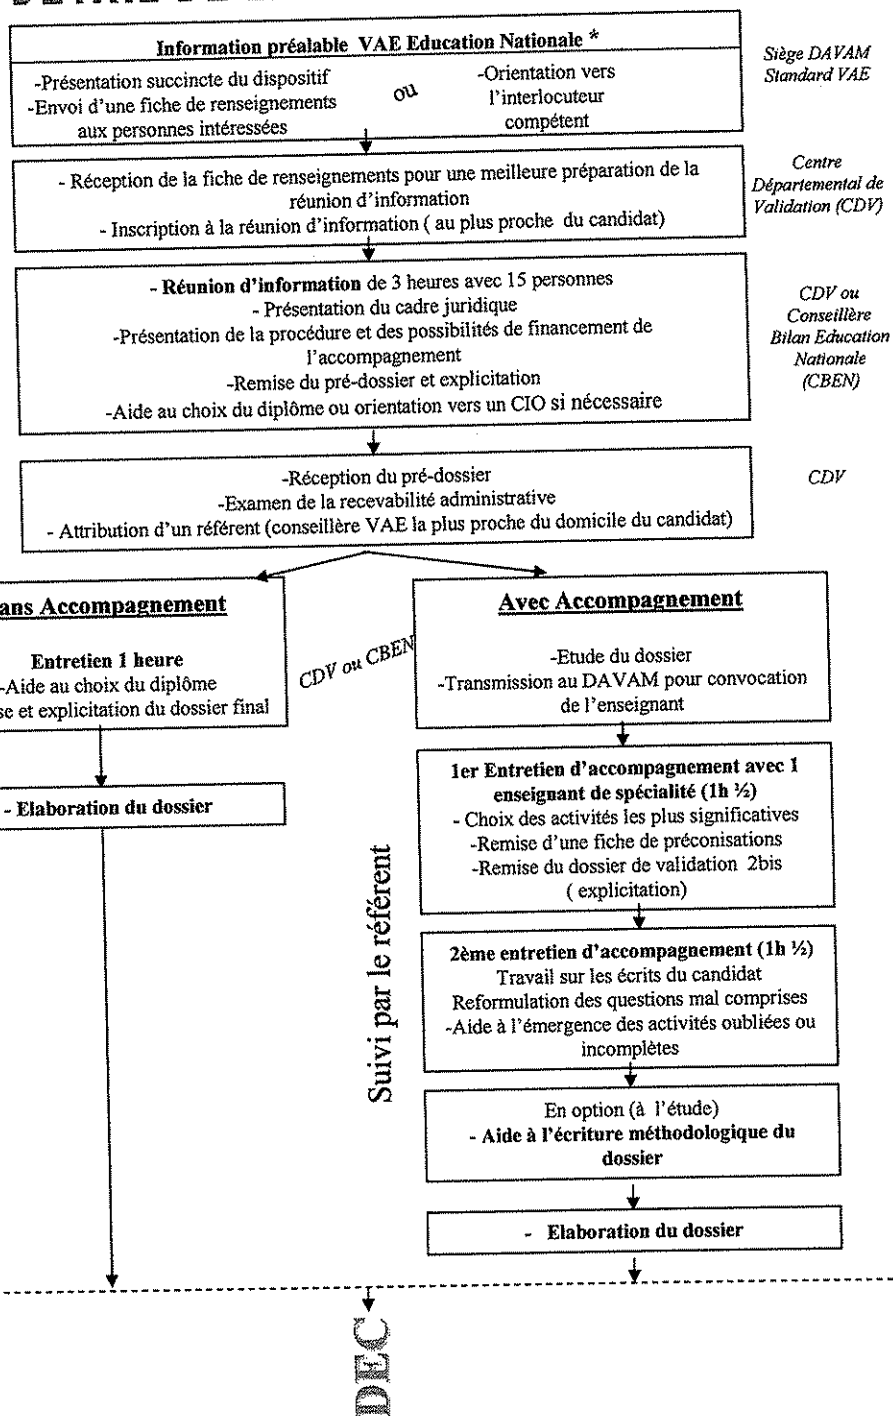 Information préalable VAE Education Nationale *
-Présentation succincte du dispositif
-Envoi d'une fiche de renseignements
aux personnes intéressées
ou
-Orientation vers
l'interlocuteur
compétent
Siège DAVAM
Standard VAE
- Réception de la fiche de renseignements pour une meilleure préparation de la
réunion d'information
- Inscription à la réunion d'information ( au plus proche du candidat)
Centre
Départemental de
Validation (CDV)
- Réunion d'information de 3 heures avec 15 personnes
- Présentation du cadre juridique
-Présentation de la procédure et des possibilités de financement de
l'accompagnement
-Remise du pré-dossier et explicitation
-Aide au choix du diplôme ou orientation vers un CIO si nécessaire
CDV ou
Conseillère
Bilan Education
Nationale
(CBEN)
-Réception du pré-dossier
-Examen de la recevabilité administrative
- Attribution d'un référent (conseillère VAE la plus proche du domicile du candidat)
CDV
ans Accompagnement
Entretien 1 heure
-Aide au choix du diplôme
se et explicitation du dossier final
- Elaboration du dossier
CDV ou CBEN
Avec Accompagnement
-Etude du dossier
-Transmission au DAVAM pour convocation
de l'enseignant
1er Entretien d'accompagnement avec 1
enseignant de spécialité (1h ½)
- Choix des activités les plus significatives
-Remise d'une fiche de préconisations
-Remise du dossier de validation 2bis
( explicitation)
Suivi par le référent
2ème entretien d'accompagnement (1h ½)
Travail sur les écrits du candidat
Reformulation des questions mal comprises
-Aide à l'émergence des activités oubliées ou
incomplètes
En option (à l'étude)
- Aide à l'écriture méthodologique du
dossier
- Elaboration du dossier
DEC